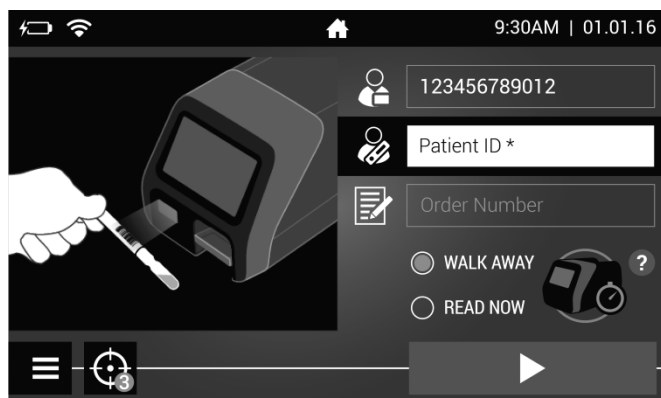 9:30AM | 01.01.16
123456789012
Patient ID *
Order Number
WALK AWAY
?
READ NOW
3